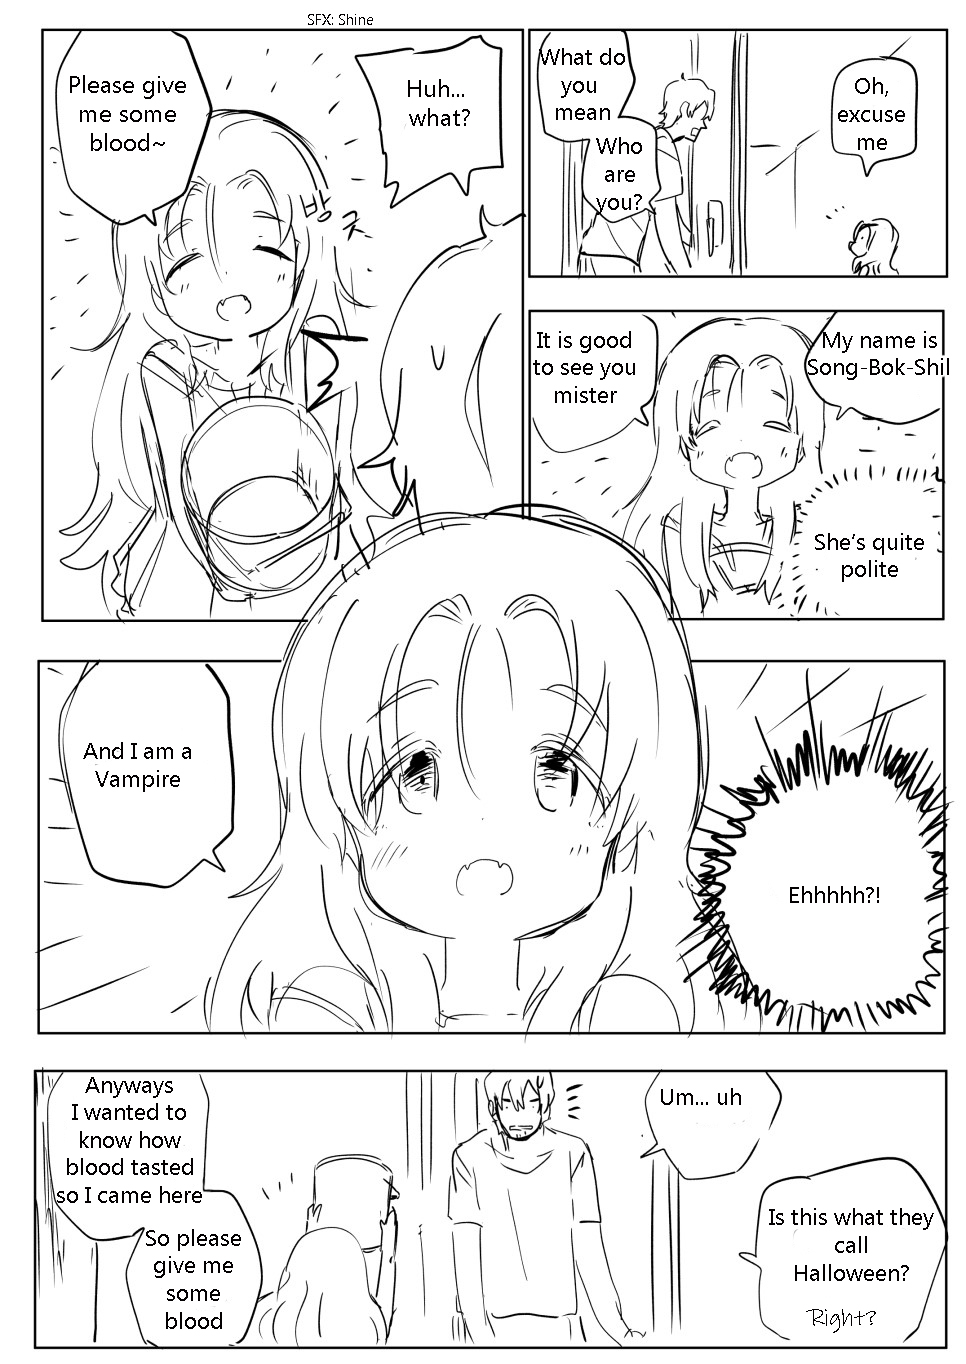 SFX: Shine
Please give
me some
blood~
Huh...
what?
방긋
What do
you
mean
Who
are
you?
Oh,
excuse
me
It is good
to see you
mister
My name is
Song-Bok-Shil
She's quite
polite
And I am a
Vampire
Ehhhhh?!
Anyways
I wanted to
know how
blood tasted
so I came here
So please
give me
some
blood
Um... uh
Is this what they
call
Halloween?
Right?